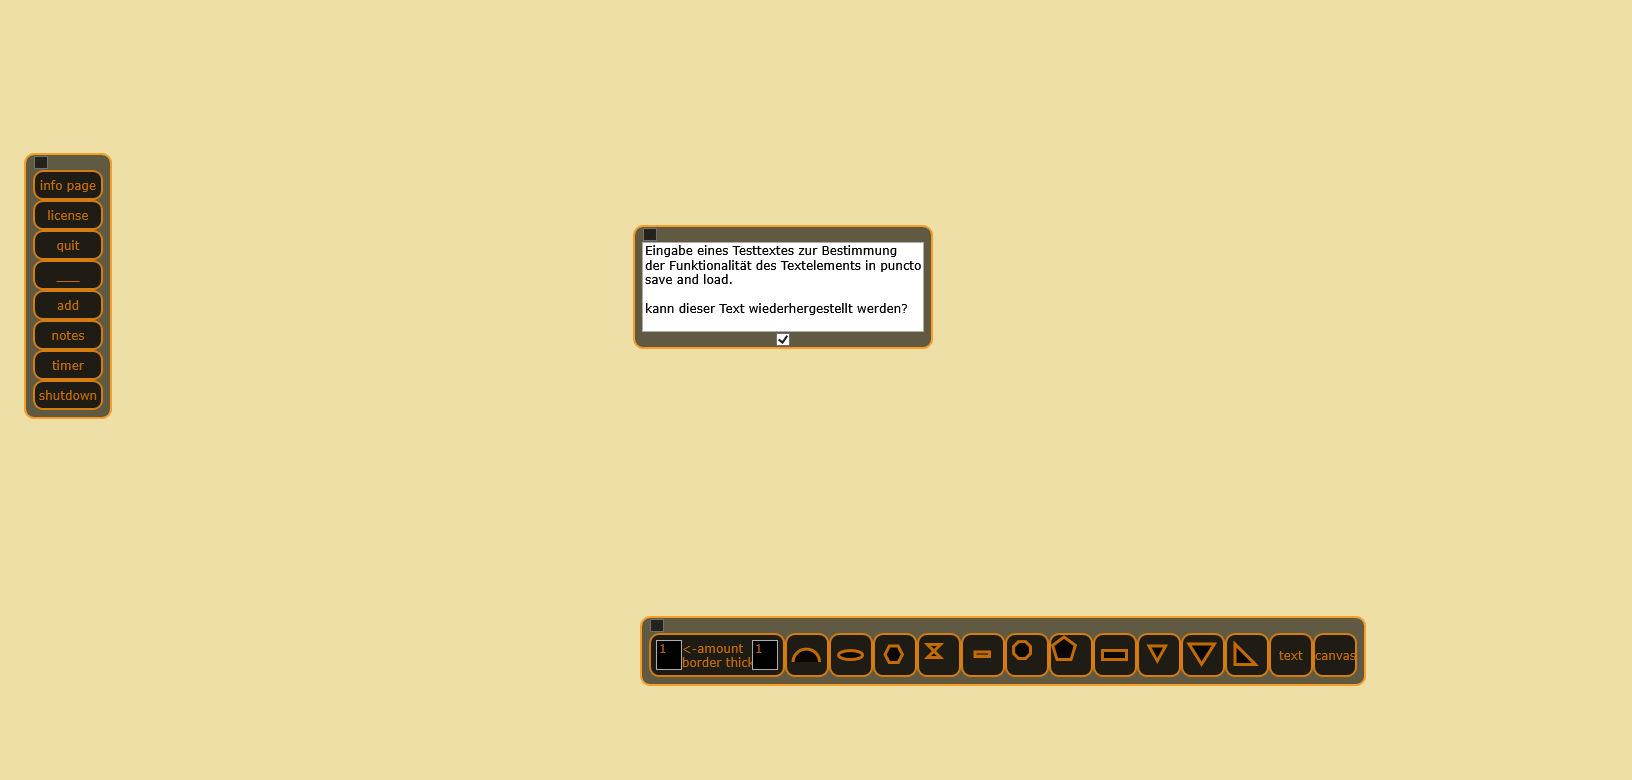 info page
license
quit
___
add
notes
timer
shutdown
Eingabe eines Testtextes zur Bestimmung
der Funktionalität des Textelements in puncto
save and load.
kann dieser Text wiederhergestellt werden?
1 <-amount 1
border thick
text
canvas